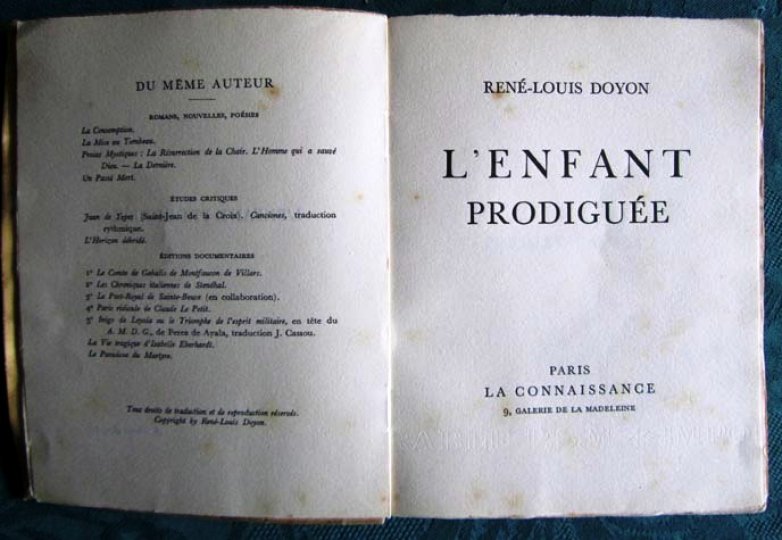 DU MÊME AUTEUR
ROMANS, NOUVELLES, POÉSIES
La Consomption.
La Mise au Tombeau.
Proses Mystiques : La Résurrection de la Chair. L'Homme qui a sauvé
Dieu. — La Dernière.
Un Passé Mort.
ÉTUDES CRITIQUES
Juan de Yepes (Saint-Jean de la Croix). Canciones, traduction
rythmique.
L'Horizon débridé.
ÉDITIONS DOCUMENTAIRES
1° Le Comte de Gabalis de Montfaucon de Villars.
2° Les Chroniques italiennes de Stendhal.
3° Le Port-Royal de Sainte-Beuve (en collaboration).
4° Paris ridicule de Claude Le Petit.
5° Inigo de Loyola ou le Triomphe de l'esprit militaire, en tête du
A. M. D. G., de Perez de Ayala, traduction J. Cassou.
La Vie tragique d'Isabelle Eberhardt.
Le Paradoxe du Martyre.
Tous droits de traduction et de reproduction réservés.
Copyright by René-Louis Doyon.
RENÉ-LOUIS DOYON
L'ENFANT
PRODIGUÉE
PARIS
LA CONNAISSANCE
9, GALERIE DE LA MADELEINE